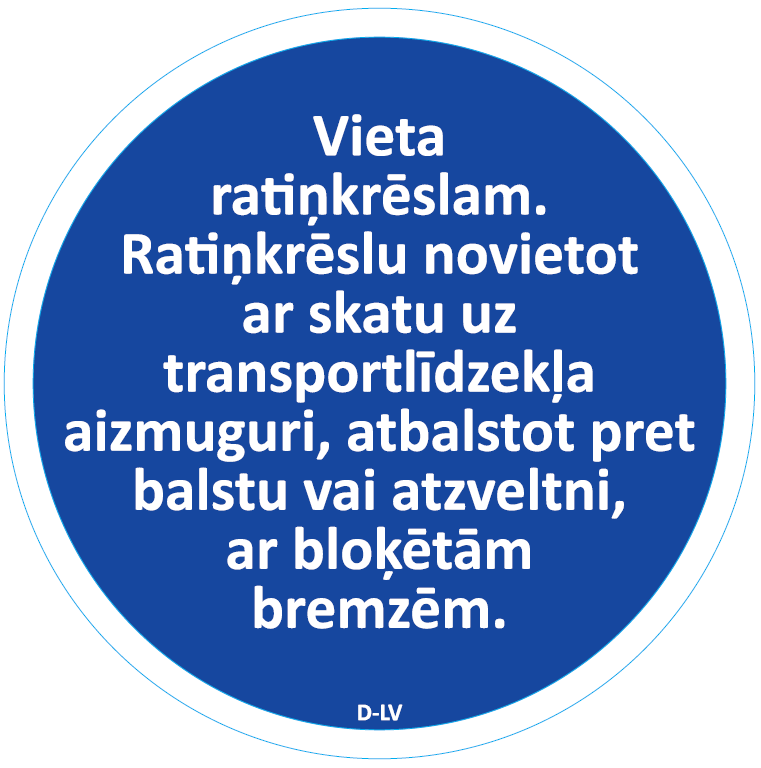 Vieta
ratiņkrēslam.
Ratiņkrēslu novietot
ar skatu uz
transportlīdzekļa
aizmuguri, atbalstot pret
balstu vai atzveltni,
ar bloķētām
bremzēm.
D-LV